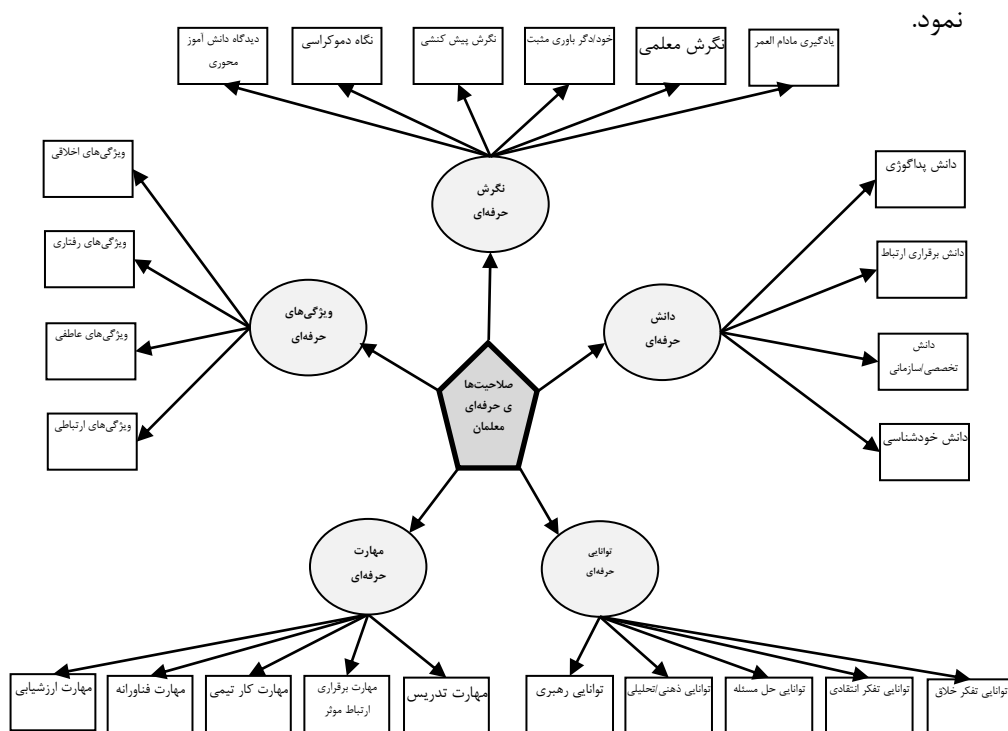 نمود.
یادگیری مادام العمر
نگرش معلمی
خود/دگر باوری مثبت
نگرش پیش کنشی
نگاه دموکراسی
دیدگاه دانش آموز
محوری
نگرش
حرفه‌ای
دانش پداگوژی
دانش برقراری ارتباط
دانش
تخصصی/سازمانی
دانش خودشناسی
دانش
حرفه‌ای
ویژگی‌های
حرفه‌ای
ویژگی‌های اخلاقی
ویژگی‌های رفتاری
ویژگی‌های عاطفی
ویژگی‌های ارتباطی
صلاحیت‌ها
ی حرفه‌ای
معلمان
توانایی
حرفه‌ای
مهارت
حرفه‌ای
توانایی تفکر خلاق
توانایی تفکر انتقادی
توانایی حل مسئله
توانایی ذهنی/تحلیلی
توانایی رهبری
مهارت تدریس
مهارت برقراری
ارتباط موثر
مهارت کار تیمی
مهارت فناورانه
مهارت ارزشیابی